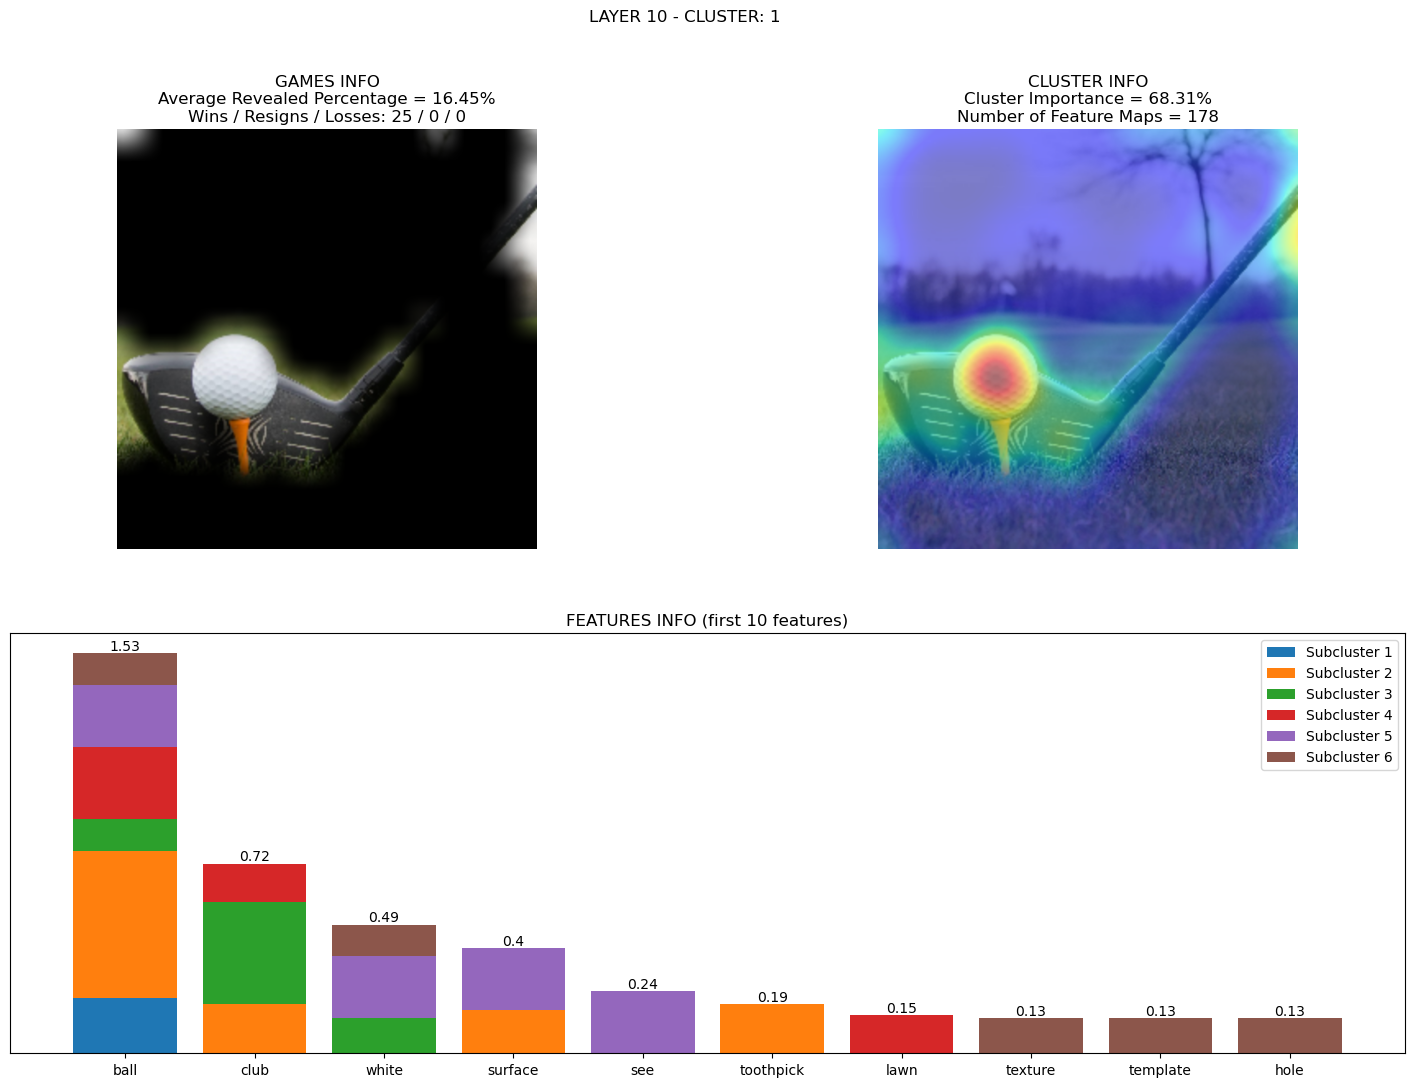 LAYER 10 - CLUSTER: 1
GAMES INFO
Average Revealed Percentage = 16.45%
Wins / Resigns / Losses: 25 / 0 / 0
CLUSTER INFO
Cluster Importance = 68.31%
Number of Feature Maps = 178
FEATURES INFO (first 10 features)
1.53
0.72
0.49
0.4
0.24
0.19
0.15
0.13
0.13
0.13
Subcluster 1
Subcluster 2
Subcluster 3
Subcluster 4
Subcluster 5
Subcluster 6
ball club white surface see toothpick lawn texture template hole